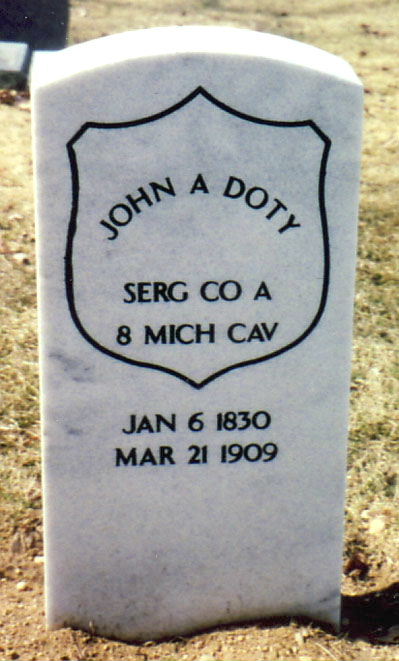 JOHN A DOTY
SERG CO A
8 MICH CAV
JAN 6 1830
MAR 21 1909